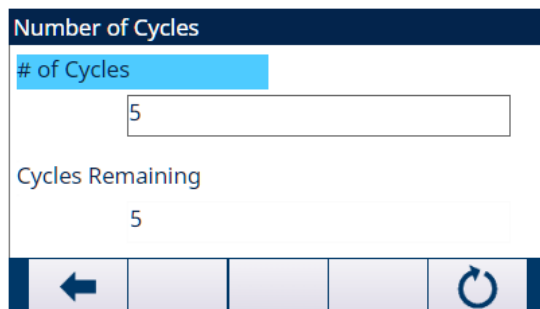 Number of Cycles
# of Cycles
5
Cycles Remaining
5